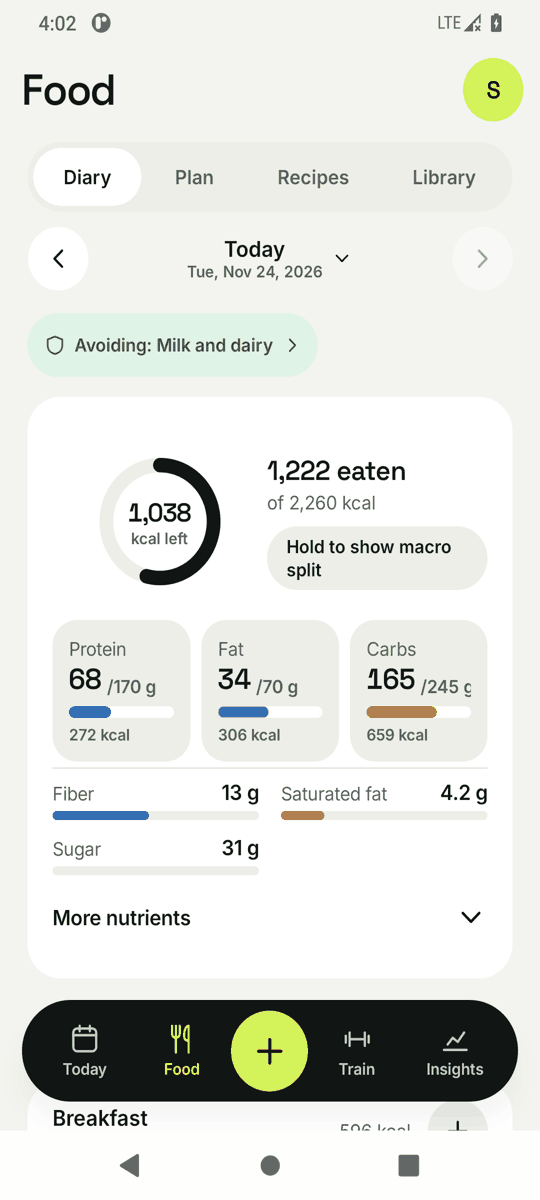 4:02
LTE
Food
S
Diary
Plan
Recipes
Library
Today
Tue, Nov 24, 2026
Avoiding: Milk and dairy
1,038
kcal left
1,222 eaten
of 2,260 kcal
Hold to show macro
split
Protein
68 /170 g
272 kcal
Fat
34 /70 g
306 kcal
Carbs
165 /245 g
659 kcal
Fiber
13 g
Saturated fat
4.2 g
Sugar
31 g
More nutrients
Today
Food
Train
Insights
Breakfast
596 kcal